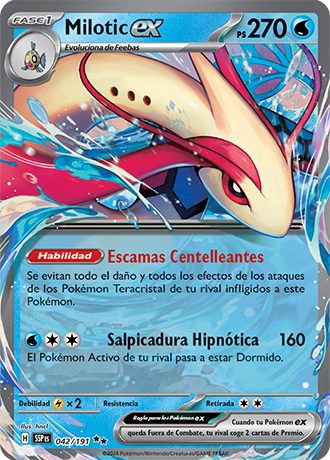 FASE 1
Milotic ex
PS 270
Evoluciona de Feebas
Habilidad Escamas Centelleantes
Se evitan todo el daño y todos los efectos de los ataques
de los Pokémon Teracristal de tu rival infligidos a este
Pokémon.
Salpicadura Hipnótica 160
El Pokémon Activo de tu rival pasa a estar Dormido.
Debilidad ×2 Resistencia Retirada
Illus. hncl
H SSP ES 042/191
Regla para los Pokémon ex
Cuando tu Pokémon ex
queda Fuera de Combate, tu rival coge 2 cartas de Premio.
©2024 Pokémon/Nintendo/Creatures/GAME FREAK